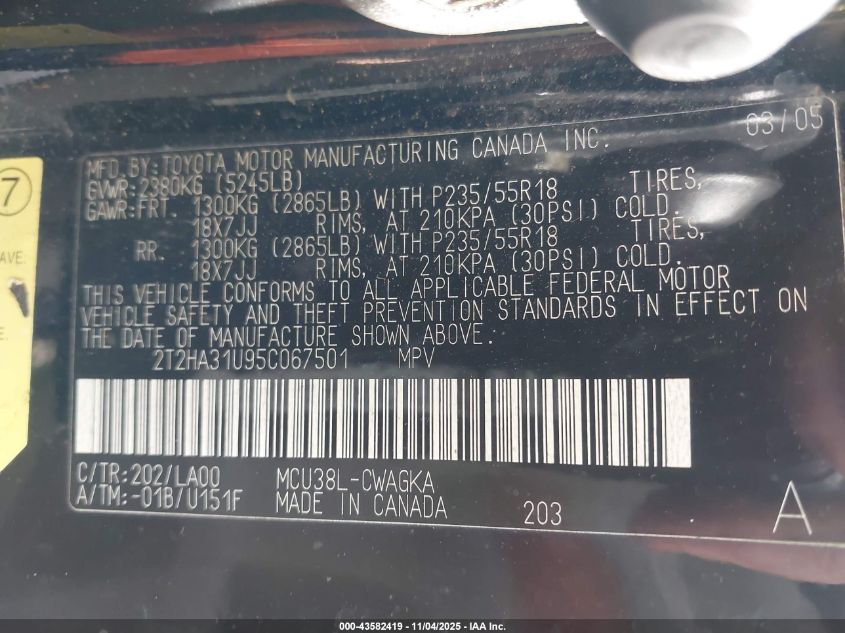 03/05
MFD. BY: TOYOTA MOTOR MANUFACTURING CANADA INC.
GVWR: 2380KG (5245LB)
GAWR: FRT. 1300KG (2865LB) WITH P235/55R18 TIRES,
18X7JJ RIMS, AT 210KPA (30PSI) COLD.
RR. 1300KG (2865LB) WITH P235/55R18 TIRES,
18X7JJ RIMS, AT 210KPA (30PSI) COLD.
THIS VEHICLE CONFORMS TO ALL APPLICABLE FEDERAL MOTOR
VEHICLE SAFETY AND THEFT PREVENTION STANDARDS IN EFFECT ON
THE DATE OF MANUFACTURE SHOWN ABOVE.
2T2HA31U95C067501 MPV
C/TR: 202/LA00 MCU38L-CWAGKA
A/TM: -01B/U151F MADE IN CANADA 203 A
7
AVE.
000-43582419 - 11/04/2025 - IAA Inc.